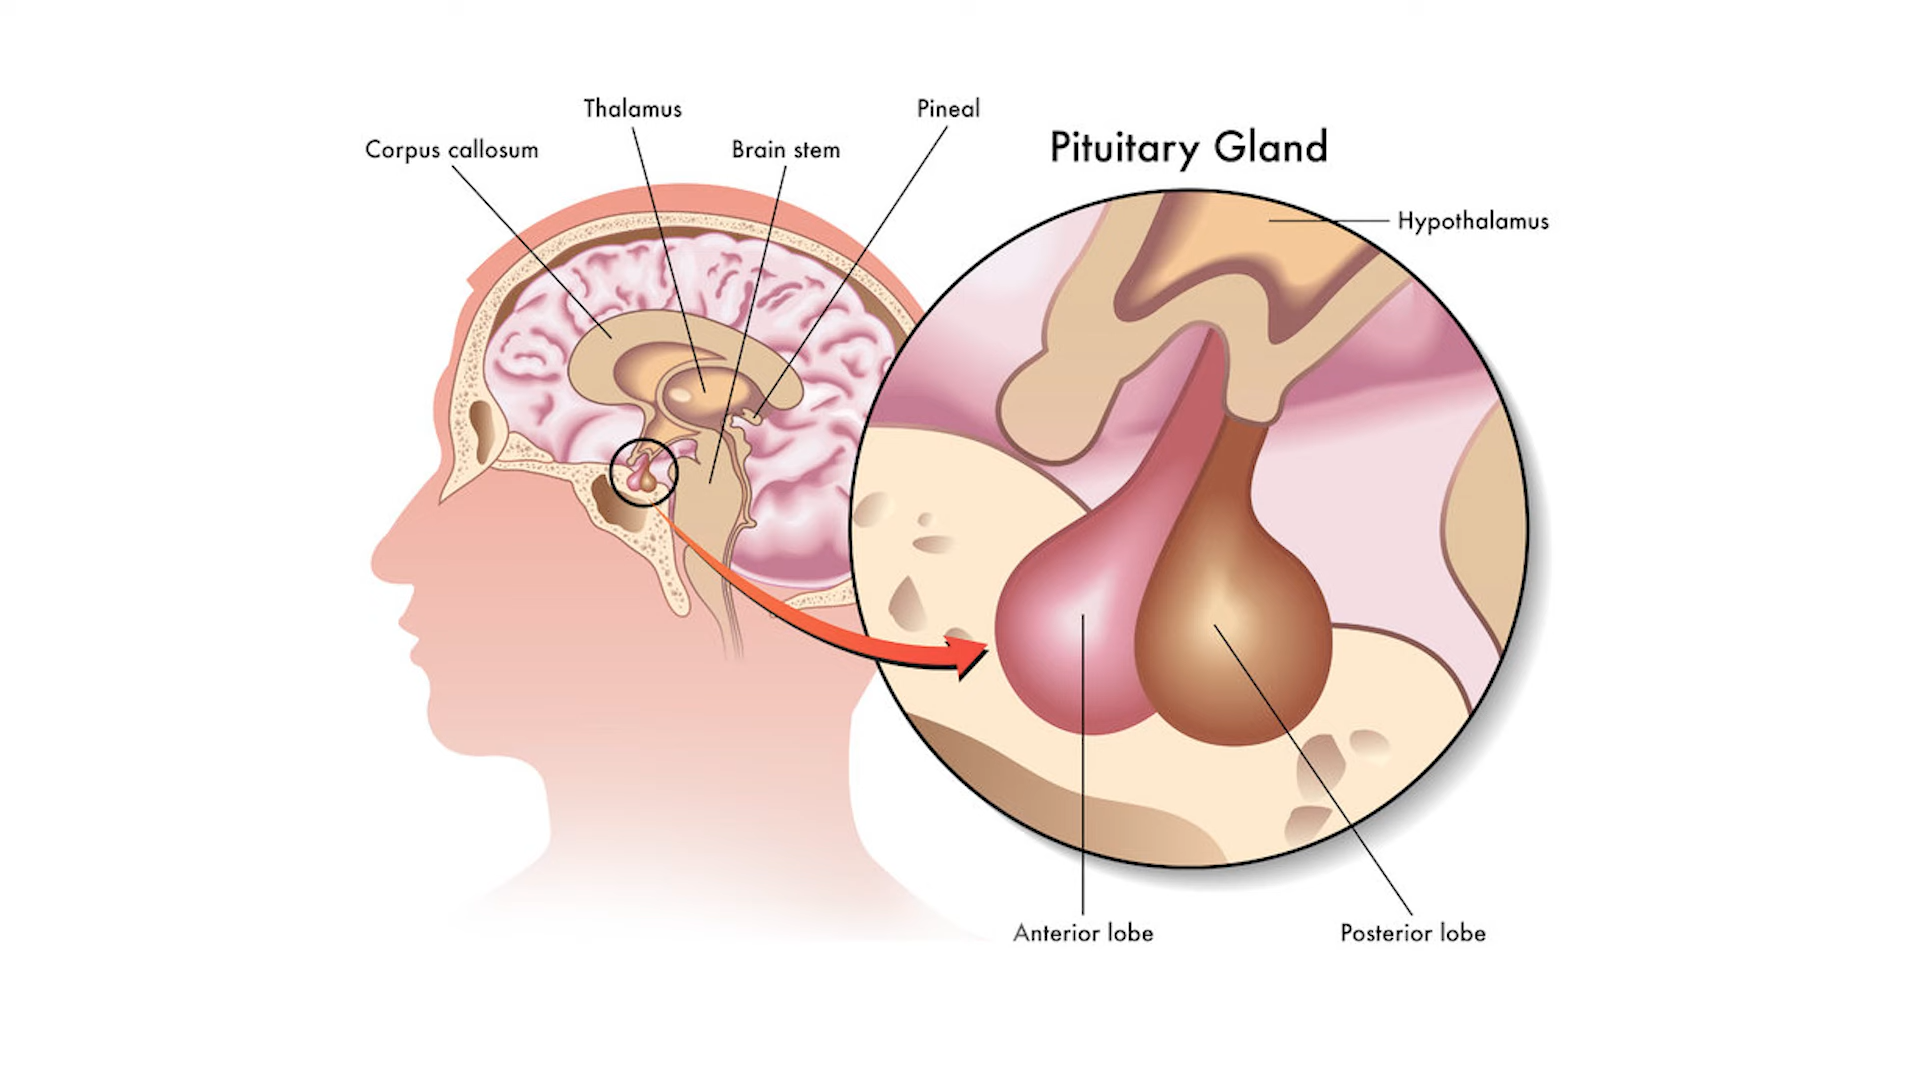 Thalamus
Pineal
Corpus callosum
Brain stem
Pituitary Gland
Hypothalamus
Anterior lobe
Posterior lobe